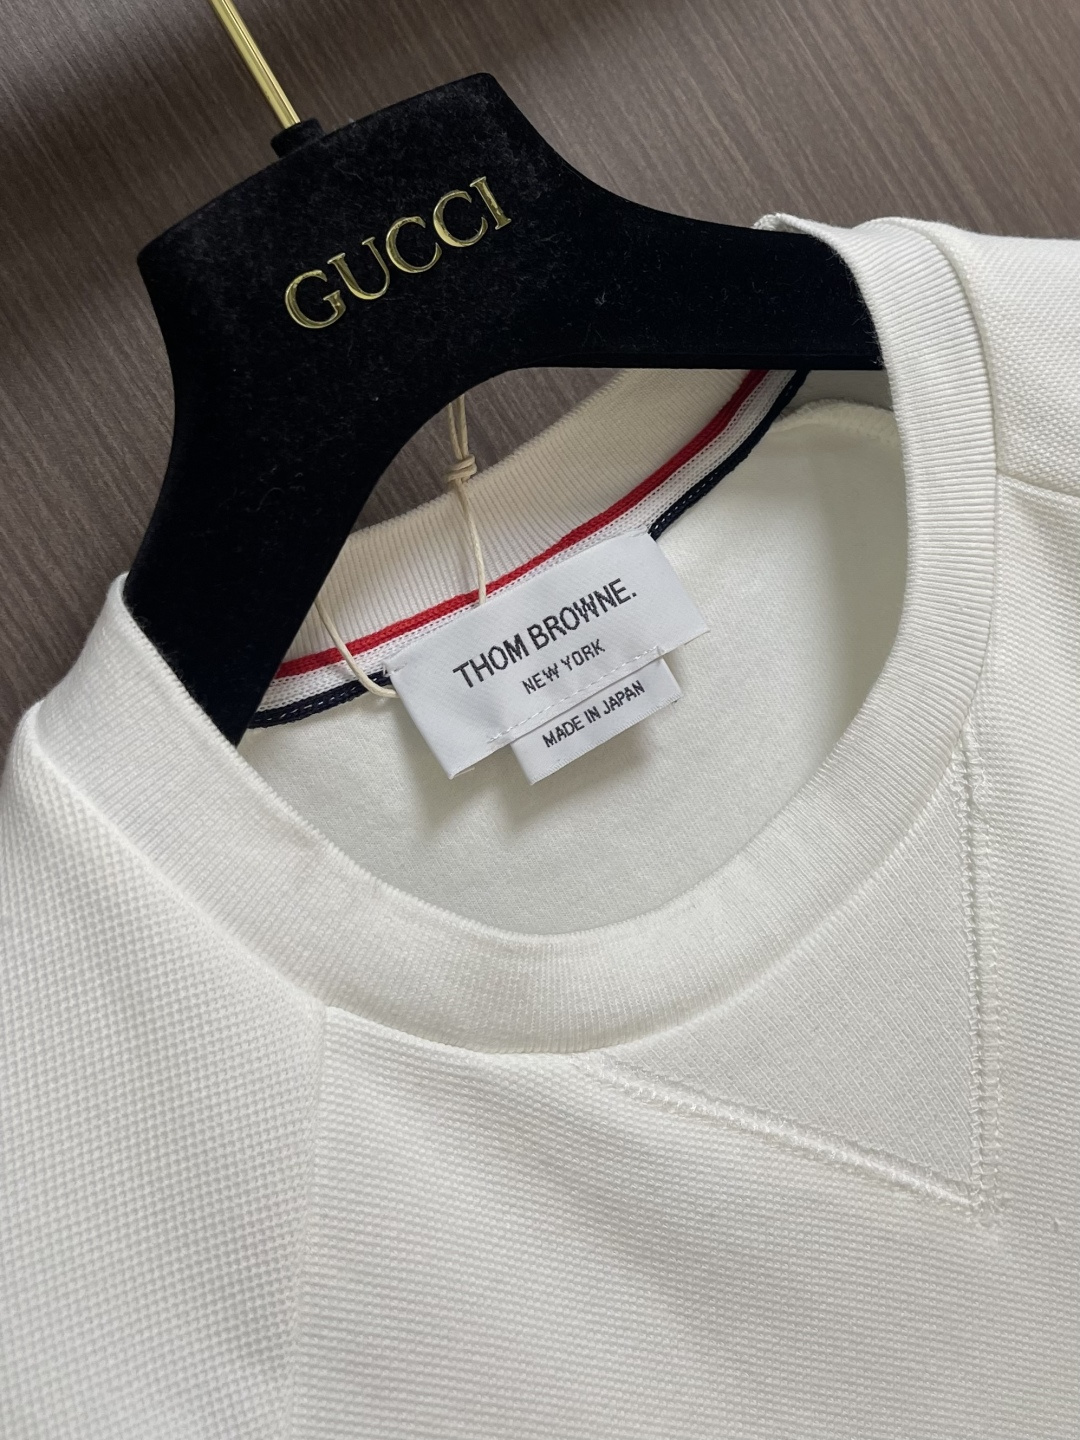 GUCCI
THOM BROWNE.
NEW YORK
MADE IN JAPAN